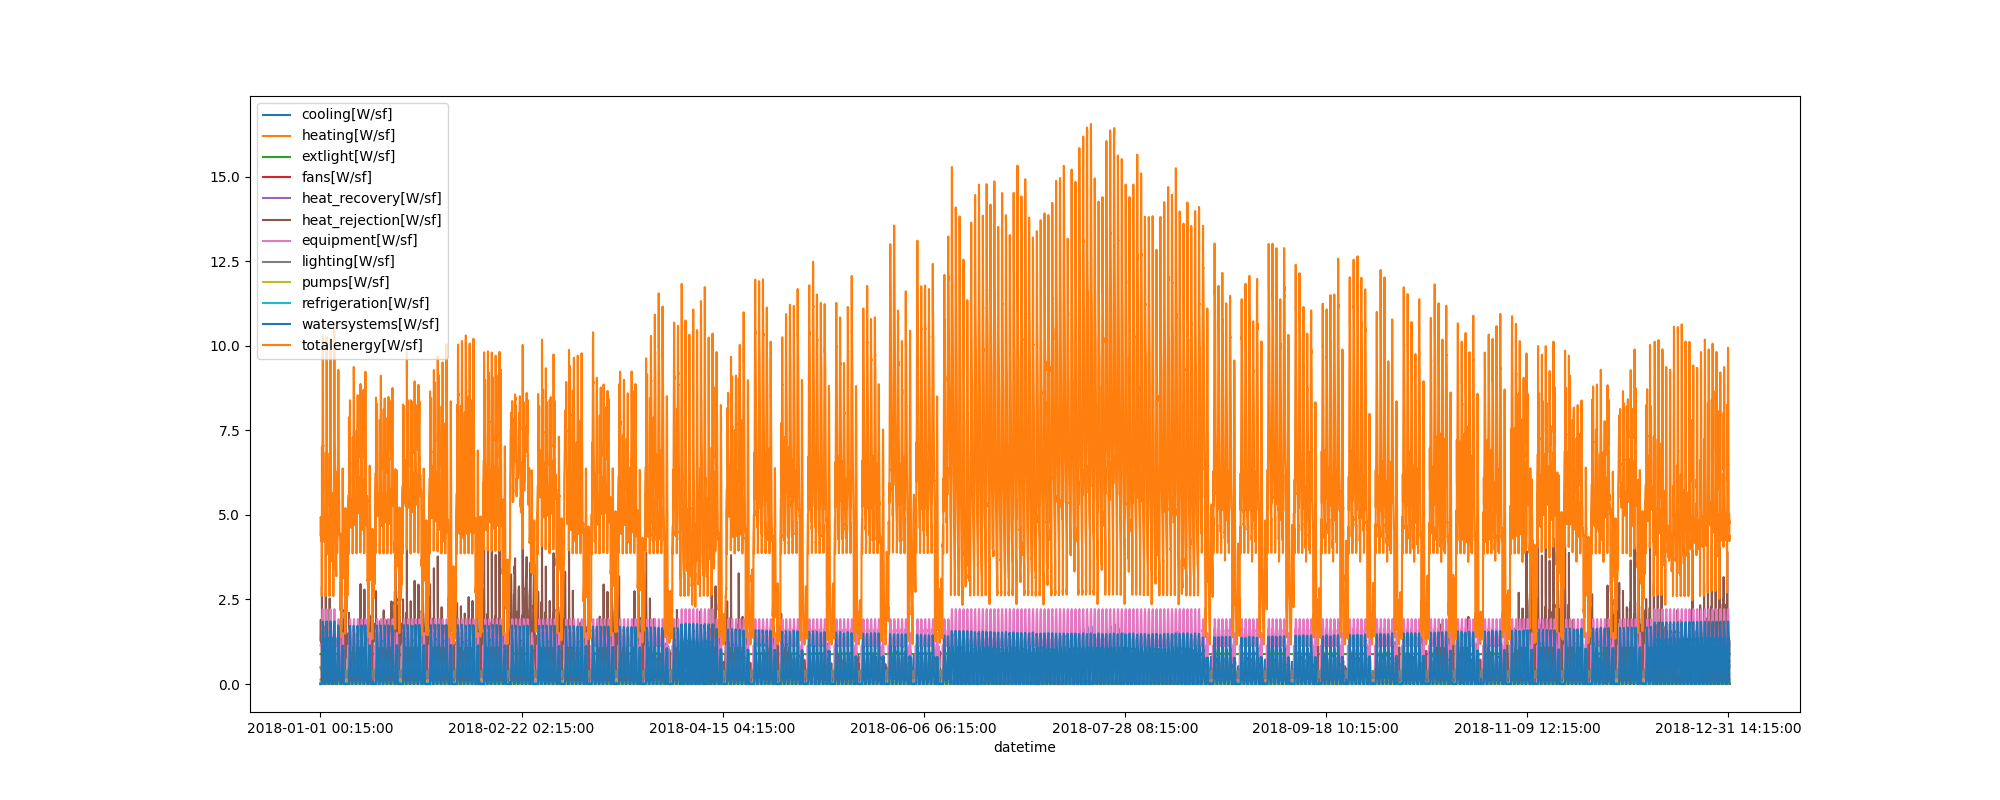 cooling[W/sf]
heating[W/sf]
extlight[W/sf]
fans[W/sf]
heat_recovery[W/sf]
heat_rejection[W/sf]
equipment[W/sf]
lighting[W/sf]
pumps[W/sf]
refrigeration[W/sf]
watersystems[W/sf]
totalenergy[W/sf]
15.0
12.5
10.0
7.5
5.0
2.5
0.0
2018-01-01 00:15:00 2018-02-22 02:15:00 2018-04-15 04:15:00 2018-06-06 06:15:00 2018-07-28 08:15:00 2018-09-18 10:15:00 2018-11-09 12:15:00 2018-12-31 14:15:00
datetime